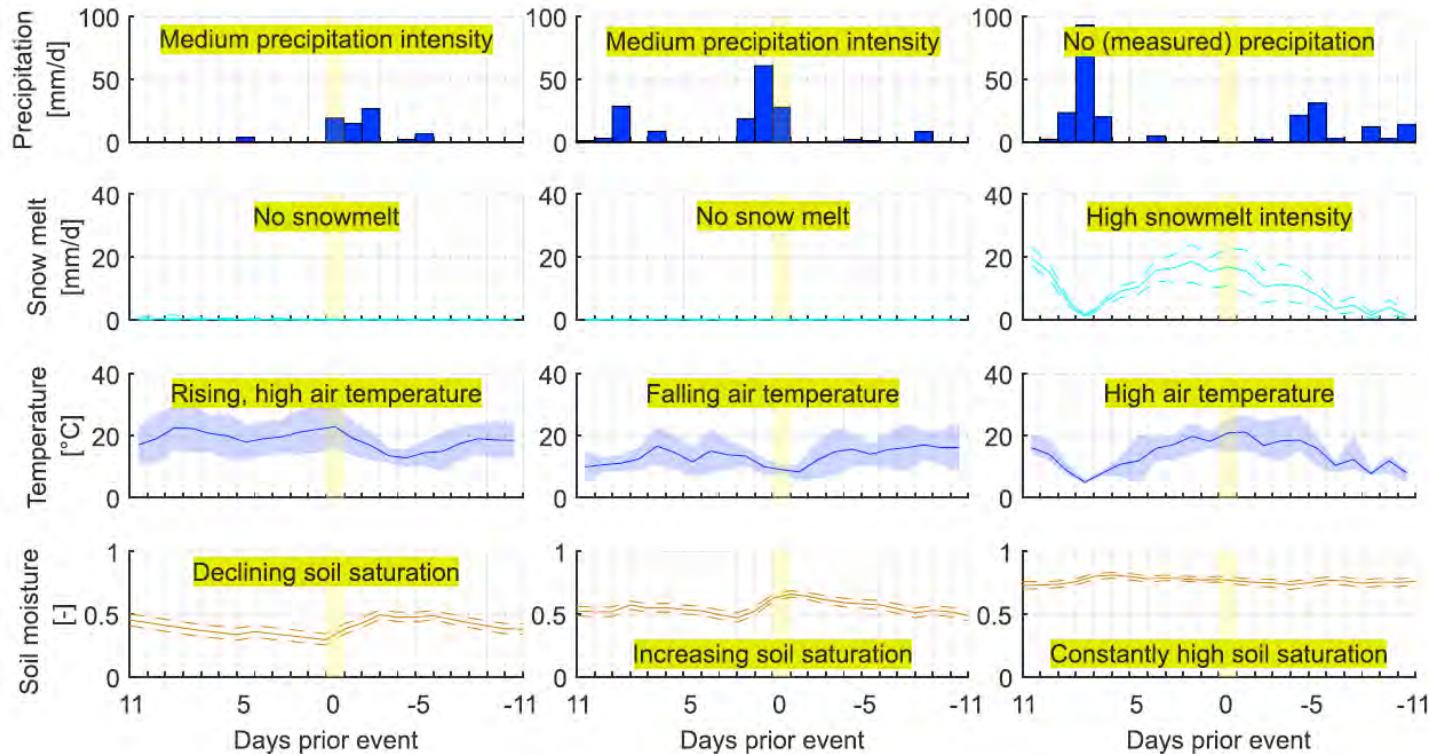 Precipitation
[mm/d]
100
50
0
Medium precipitation intensity
100
50
0
Medium precipitation intensity
100
50
0
No (measured) precipitation
Snow melt
[mm/d]
40
20
0
No snowmelt
40
20
0
No snow melt
40
20
0
High snowmelt intensity
Temperature
[°C]
40
20
0
Rising, high air temperature
40
20
0
Falling air temperature
40
20
0
High air temperature
Soil moisture
[-]
1
0.5
0
Declining soil saturation
1
0.5
0
Increasing soil saturation
1
0.5
0
Constantly high soil saturation
11 5 0 -5 -11
5 0 -5 -11
5 0 -5 -11
Days prior event
Days prior event
Days prior event